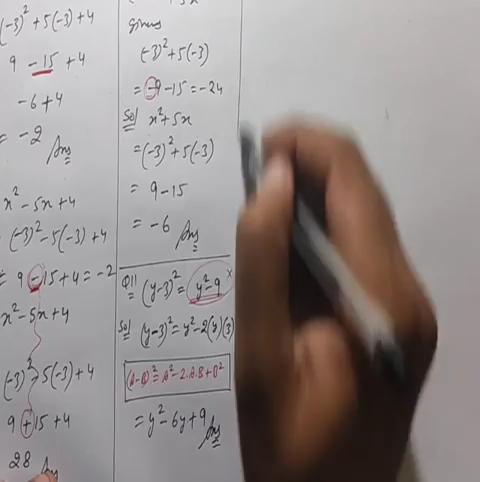 (-3)² + 5(-3) + 4
9 - 15 + 4
-6 + 4
= -2 Ans
x² - 5x + 4
(-3)² - 5(-3) + 4
= 9 - 15 + 4 = -2
x² - 5x + 4
(-3)² - 5(-3) + 4
9 + 15 + 4
28 Ans
given
(-3)² + 5(-3)
= -9 - 15 = -24
Sol x² + 5x
= (-3)² + 5(-3)
= 9 - 15
= -6 Ans
Q11 (y-3)² = y² - 9 x
Sol (y-3)² = y² - 2(y)(3)
(A-B)² = A² - 2.A.B + B²
= y² - 6y + 9 Ans